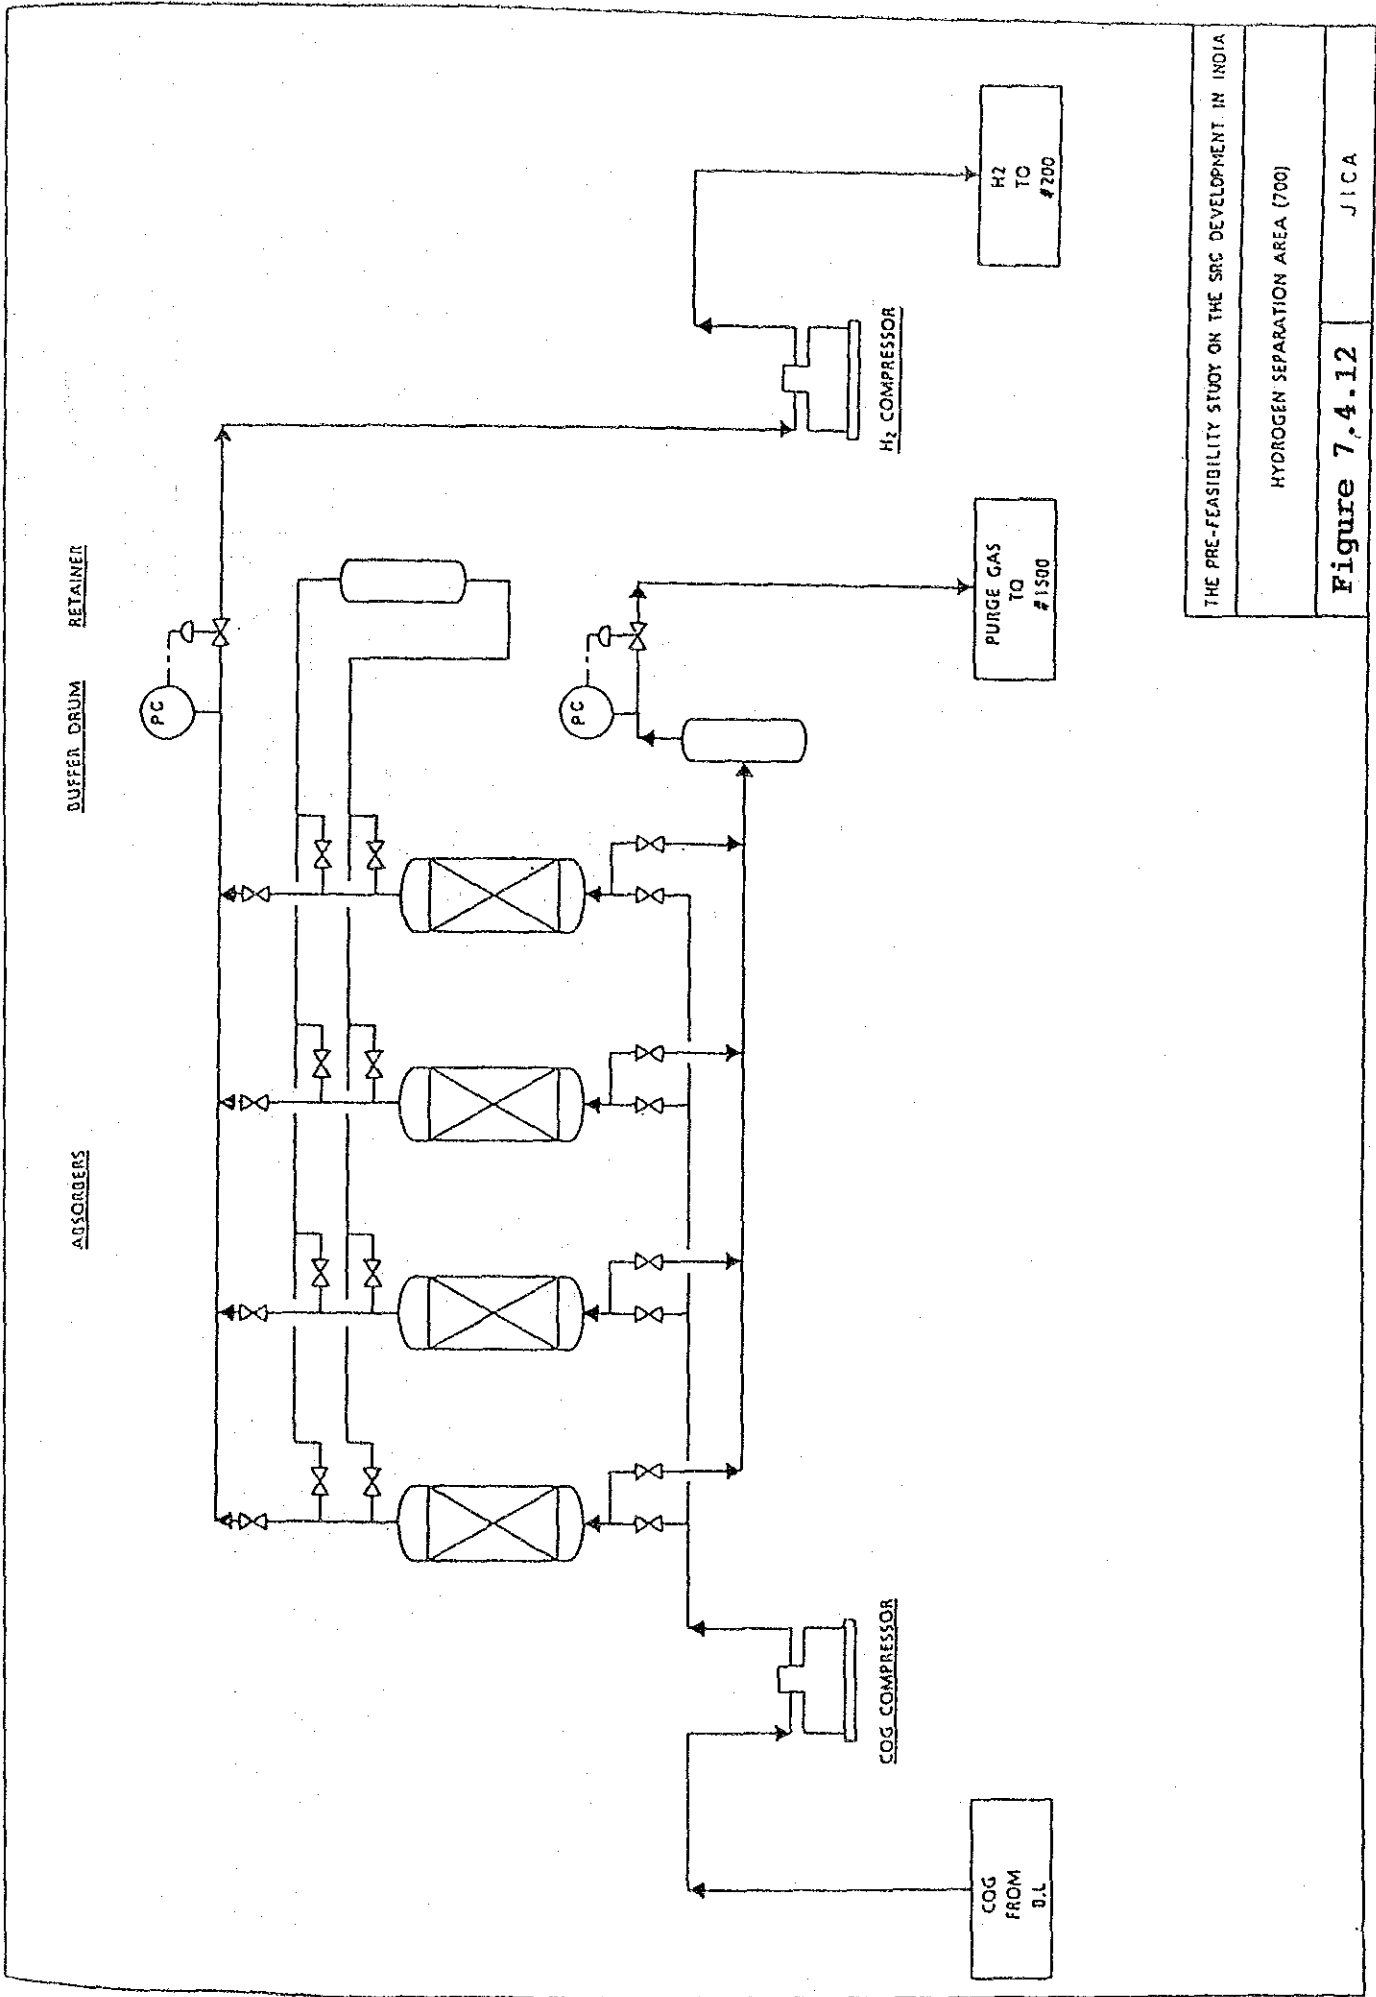 ABSORBERS
BUFFER DRUM
RETAINER
PC
PC
COG
FROM
B.L
COG COMPRESSOR
PURGE GAS
TO
#1500
H2 COMPRESSOR
H2
TO
#200
THE PRE-FEASIBILITY STUDY ON THE SRC DEVELOPMENT IN INDIA
HYDROGEN SEPARATION AREA (700)
Figure 7.4.12
JICA